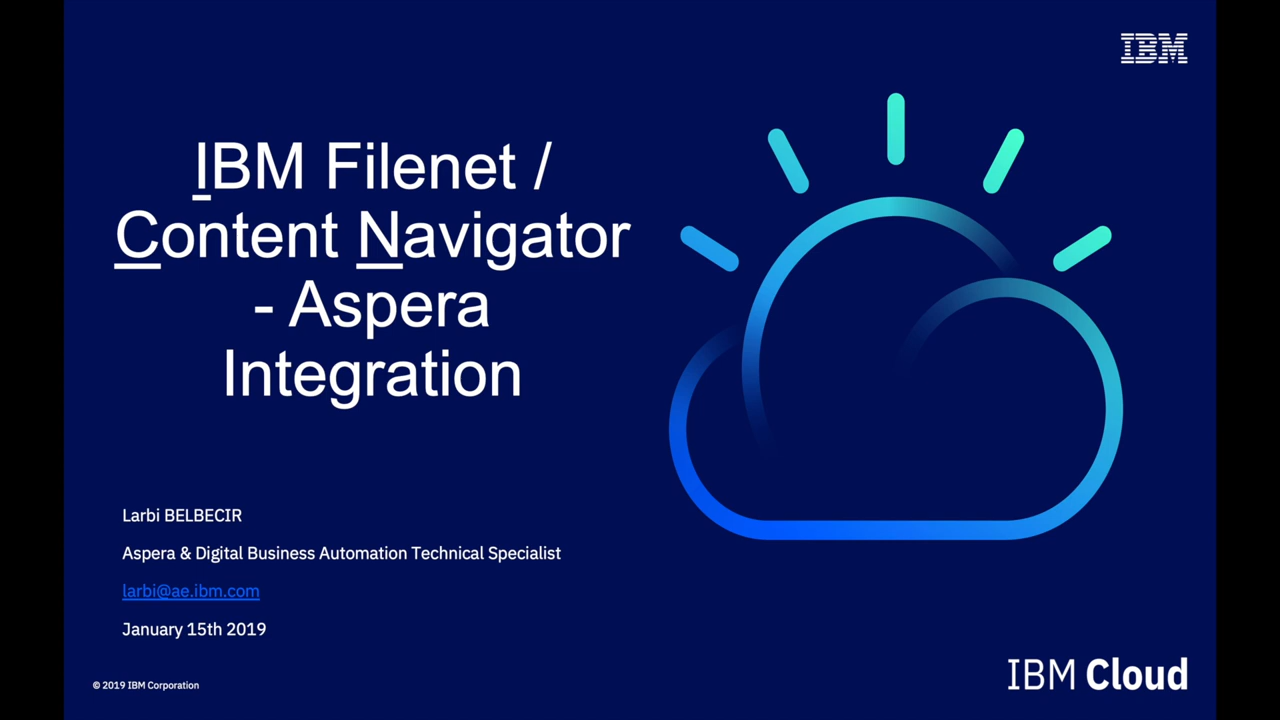 IBM
IBM Filenet /
Content Navigator
- Aspera
Integration
Larbi BELBECIR
Aspera & Digital Business Automation Technical Specialist
larbi@ae.ibm.com
January 15th 2019
© 2019 IBM Corporation
IBM Cloud